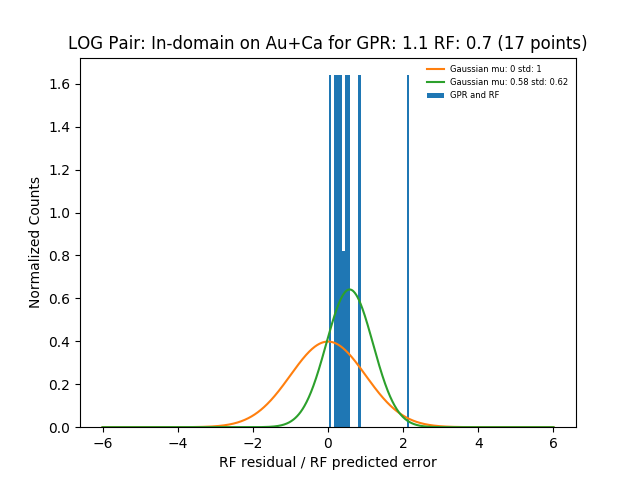 LOG Pair: In-domain on Au+Ca for GPR: 1.1 RF: 0.7 (17 points)
Gaussian mu: 0 std: 1
Gaussian mu: 0.58 std: 0.62
GPR and RF
Normalized Counts
1.6
1.4
1.2
1.0
0.8
0.6
0.4
0.2
0.0
−6 −4 −2 0 2 4 6
RF residual / RF predicted error